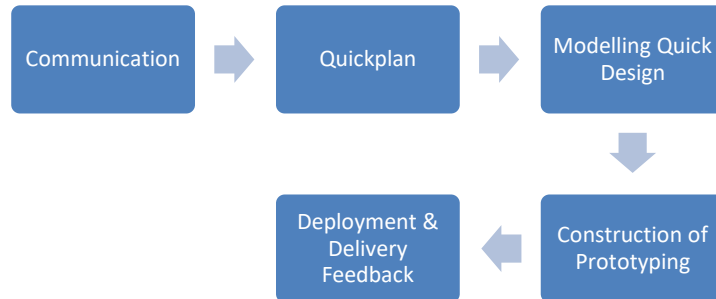 Communication
Quickplan
Modelling Quick
Design
Construction of
Prototyping
Deployment &
Delivery
Feedback